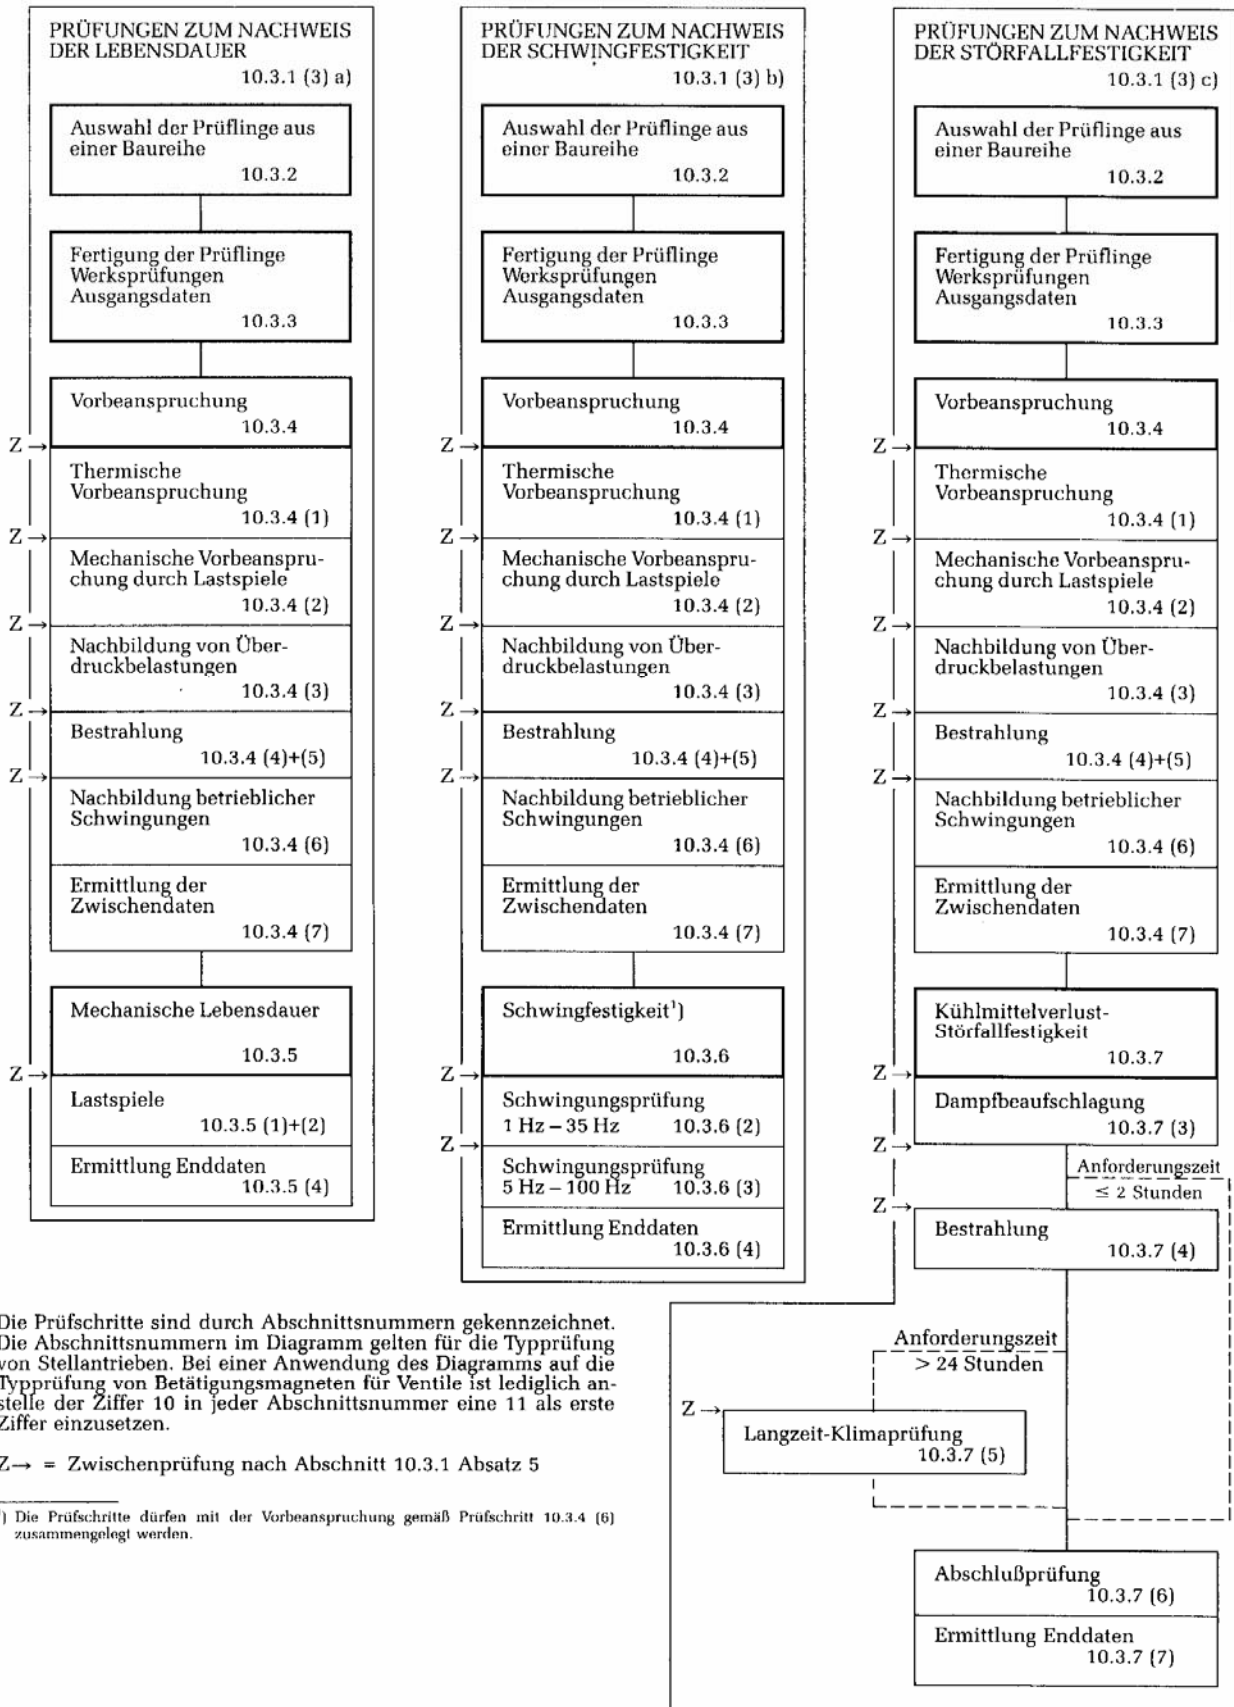 PRÜFUNGEN ZUM NACHWEIS
DER LEBENSDAUER
10.3.1 (3) a)
Auswahl der Prüflinge aus
einer Baureihe
10.3.2
Fertigung der Prüflinge
Werksprüfungen
Ausgangsdaten
10.3.3
Vorbeanspruchung
10.3.4
Z→
Thermische
Vorbeanspruchung
10.3.4 (1)
Z→
Mechanische Vorbeanspru-
chung durch Lastspiele
10.3.4 (2)
Z→
Nachbildung von Über-
druckbelastungen
10.3.4 (3)
Z→
Bestrahlung
10.3.4 (4)+(5)
Z→
Nachbildung betrieblicher
Schwingungen
10.3.4 (6)
Ermittlung der
Zwischendaten
10.3.4 (7)
Mechanische Lebensdauer
10.3.5
Z→
Lastspiele
10.3.5 (1)+(2)
Ermittlung Enddaten
10.3.5 (4)
PRÜFUNGEN ZUM NACHWEIS
DER SCHWINGFESTIGKEIT
10.3.1 (3) b)
Auswahl der Prüflinge aus
einer Baureihe
10.3.2
Fertigung der Prüflinge
Werksprüfungen
Ausgangsdaten
10.3.3
Vorbeanspruchung
10.3.4
Z→
Thermische
Vorbeanspruchung
10.3.4 (1)
Z→
Mechanische Vorbeanspru-
chung durch Lastspiele
10.3.4 (2)
Z→
Nachbildung von Über-
druckbelastungen
10.3.4 (3)
Z→
Bestrahlung
10.3.4 (4)+(5)
Z→
Nachbildung betrieblicher
Schwingungen
10.3.4 (6)
Ermittlung der
Zwischendaten
10.3.4 (7)
Schwingfestigkeit¹)
10.3.6
Z→
Schwingungsprüfung
1 Hz – 35 Hz 10.3.6 (2)
Z→
Schwingungsprüfung
5 Hz – 100 Hz 10.3.6 (3)
Ermittlung Enddaten
10.3.6 (4)
PRÜFUNGEN ZUM NACHWEIS
DER STÖRFALLFESTIGKEIT
10.3.1 (3) c)
Auswahl der Prüflinge aus
einer Baureihe
10.3.2
Fertigung der Prüflinge
Werksprüfungen
Ausgangsdaten
10.3.3
Vorbeanspruchung
10.3.4
Z→
Thermische
Vorbeanspruchung
10.3.4 (1)
Z→
Mechanische Vorbeanspru-
chung durch Lastspiele
10.3.4 (2)
Z→
Nachbildung von Über-
druckbelastungen
10.3.4 (3)
Z→
Bestrahlung
10.3.4 (4)+(5)
Z→
Nachbildung betrieblicher
Schwingungen
10.3.4 (6)
Ermittlung der
Zwischendaten
10.3.4 (7)
Kühlmittelverlust-
Störfallfestigkeit
10.3.7
Z→
Dampfbeaufschlagung
10.3.7 (3)
Z→
Anforderungszeit
≤ 2 Stunden
Z→
Bestrahlung
10.3.7 (4)
Anforderungszeit
> 24 Stunden
Z→
Langzeit-Klimaprüfung
10.3.7 (5)
Abschlußprüfung
10.3.7 (6)
Ermittlung Enddaten
10.3.7 (7)
Die Prüfschritte sind durch Abschnittsnummern gekennzeichnet.
Die Abschnittsnummern im Diagramm gelten für die Typprüfung
von Stellantrieben. Bei einer Anwendung des Diagramms auf die
Typprüfung von Betätigungsmagneten für Ventile ist lediglich an-
stelle der Ziffer 10 in jeder Abschnittsnummer eine 11 als erste
Ziffer einzusetzen.
Z→ = Zwischenprüfung nach Abschnitt 10.3.1 Absatz 5
) Die Prüfschritte dürfen mit der Vorbeanspruchung gemäß Prüfschritt 10.3.4 (6)
zusammengelegt werden.